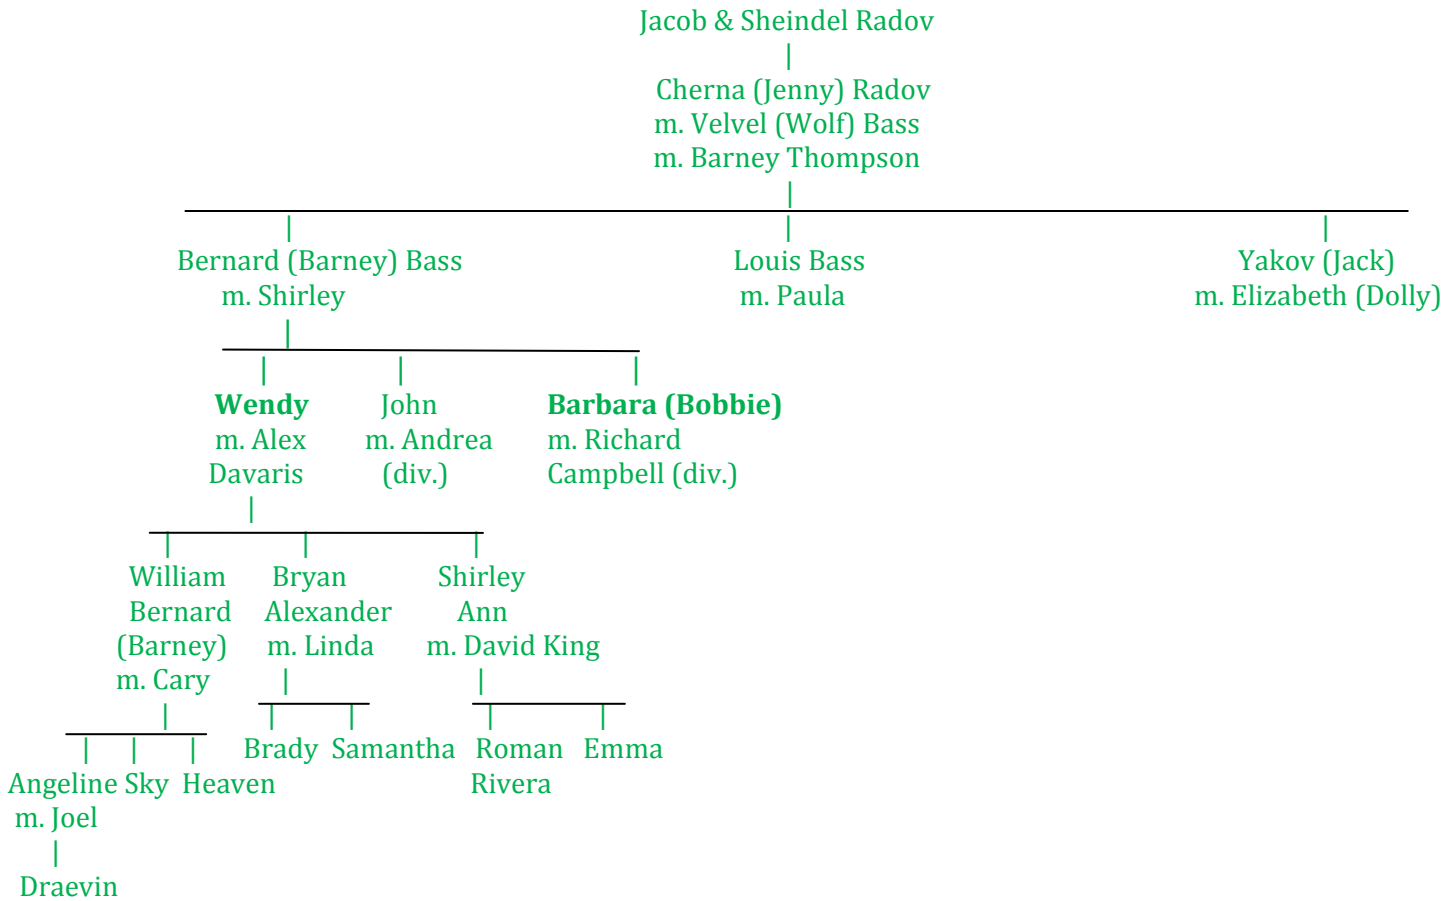 Jacob & Sheindel Radov
Cherna (Jenny) Radov
m. Velvel (Wolf) Bass
m. Barney Thompson
Bernard (Barney) Bass
m. Shirley
Louis Bass
m. Paula
Yakov (Jack)
m. Elizabeth (Dolly)
Wendy
m. Alex
Davaris
John
m. Andrea
(div.)
Barbara (Bobbie)
m. Richard
Campbell (div.)
William
Bernard
(Barney)
m. Cary
Bryan
Alexander
m. Linda
Shirley
Ann
m. David King
Brady
Samantha
Roman
Rivera
Emma
Angeline
m. Joel
Sky
Heaven
Draevin